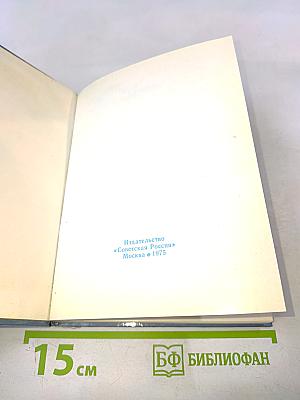 Издательство
«Советская Россия»
Москва • 1975
15 см
БФ БИБЛИОФАН